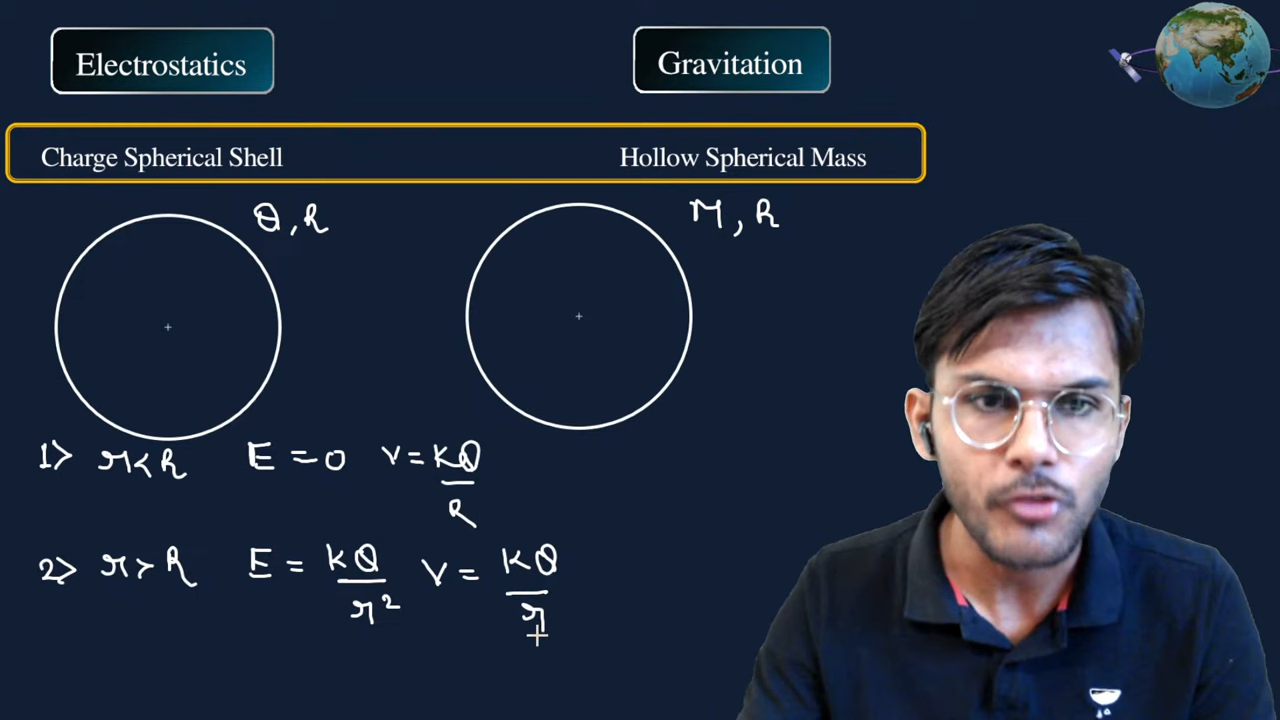 Electrostatics
Gravitation
Charge Spherical Shell
Hollow Spherical Mass
Q, R
M, R
1> r<R E = 0 V = KQ/R
2> r>R E = KQ/r² V = KQ/r